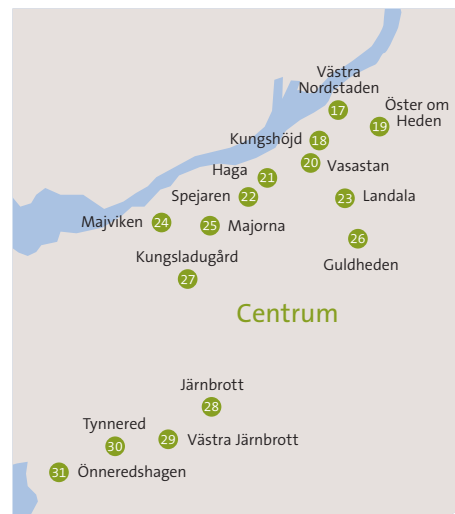 Västra
Nordstaden
17
Öster om
Heden
19
Kungshöjd
18
20
Vasastan
Haga
21
Spejaren
22
23
Landala
Majviken
24
25
Majorna
26
Guldheden
Kungsladugård
27
Centrum
Järnbrott
28
Tynnered
30
29
Västra Järnbrott
31
Önneredshagen